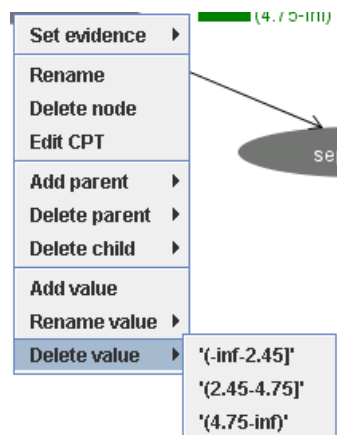 (4.75-inf)
Set evidence
Rename
Delete node
Edit CPT
sep
Add parent
Delete parent
Delete child
Add value
Rename value
Delete value
'(-inf-2.45]'
'(2.45-4.75]'
'(4.75-inf)'